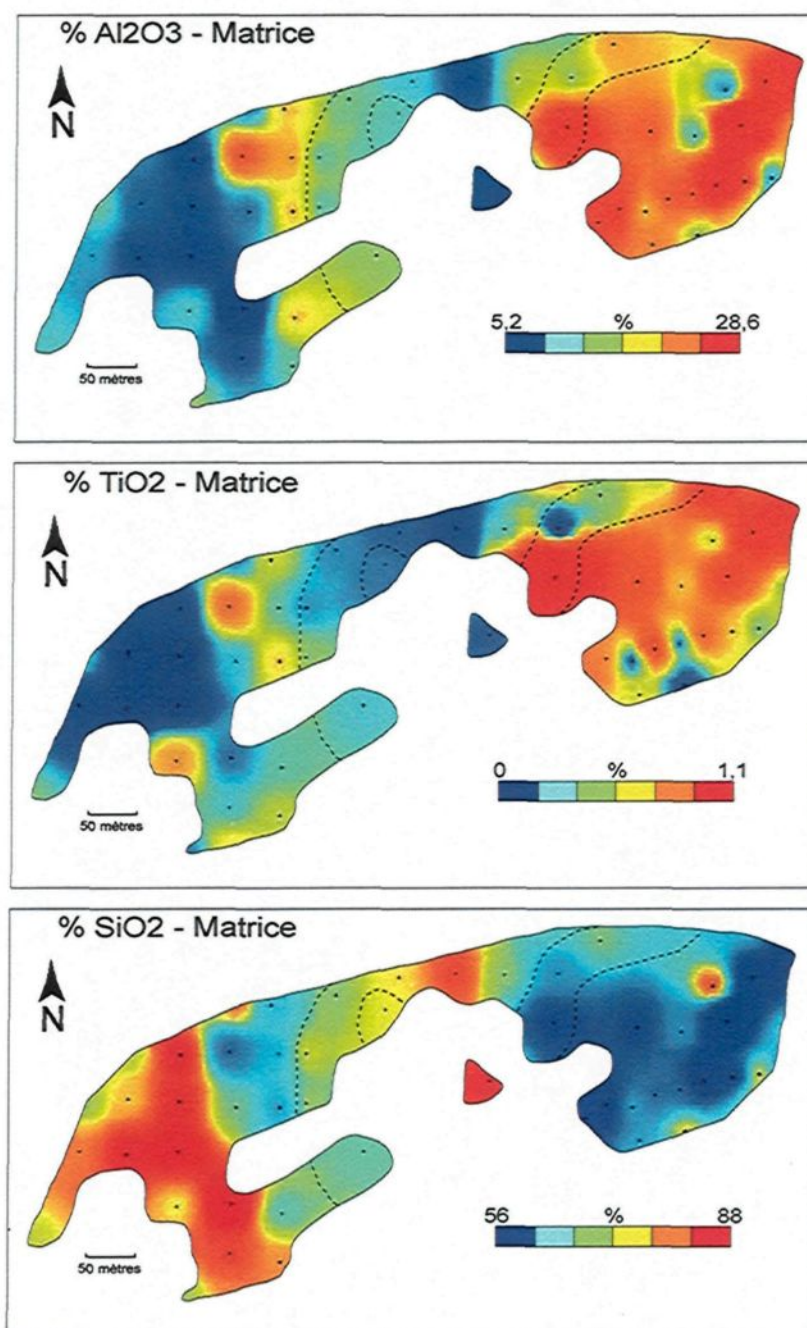 % Al2O3 - Matrice
N
5,2 % 28,6
50 mètres
% TiO2 - Matrice
N
0 % 1,1
50 mètres
% SiO2 - Matrice
N
56 % 88
50 mètres